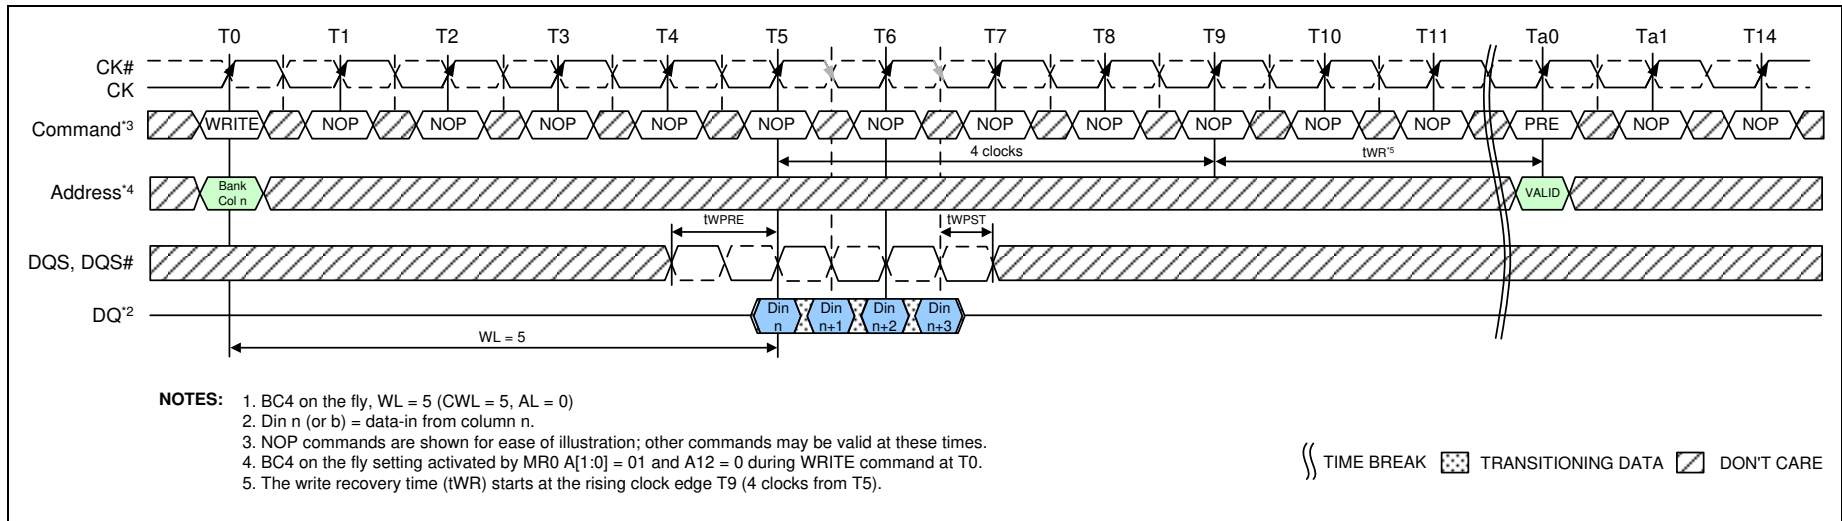 T0 T1 T2 T3 T4 T5 T6 T7 T8 T9 T10 T11 Ta0 Ta1 T14
CK#
CK
Command*3 WRITE NOP NOP NOP NOP NOP NOP NOP NOP NOP NOP NOP PRE NOP NOP
4 clocks tWR*5
Address*4 Bank Col n VALID
tWPRE tWPST
DQS, DQS#
DQ*2 Din n Din n+1 Din n+2 Din n+3
WL = 5
NOTES: 1. BC4 on the fly, WL = 5 (CWL = 5, AL = 0)
2. Din n (or b) = data-in from column n.
3. NOP commands are shown for ease of illustration; other commands may be valid at these times.
4. BC4 on the fly setting activated by MR0 A[1:0] = 01 and A12 = 0 during WRITE command at T0.
5. The write recovery time (tWR) starts at the rising clock edge T9 (4 clocks from T5).
TIME BREAK TRANSITIONING DATA DON'T CARE